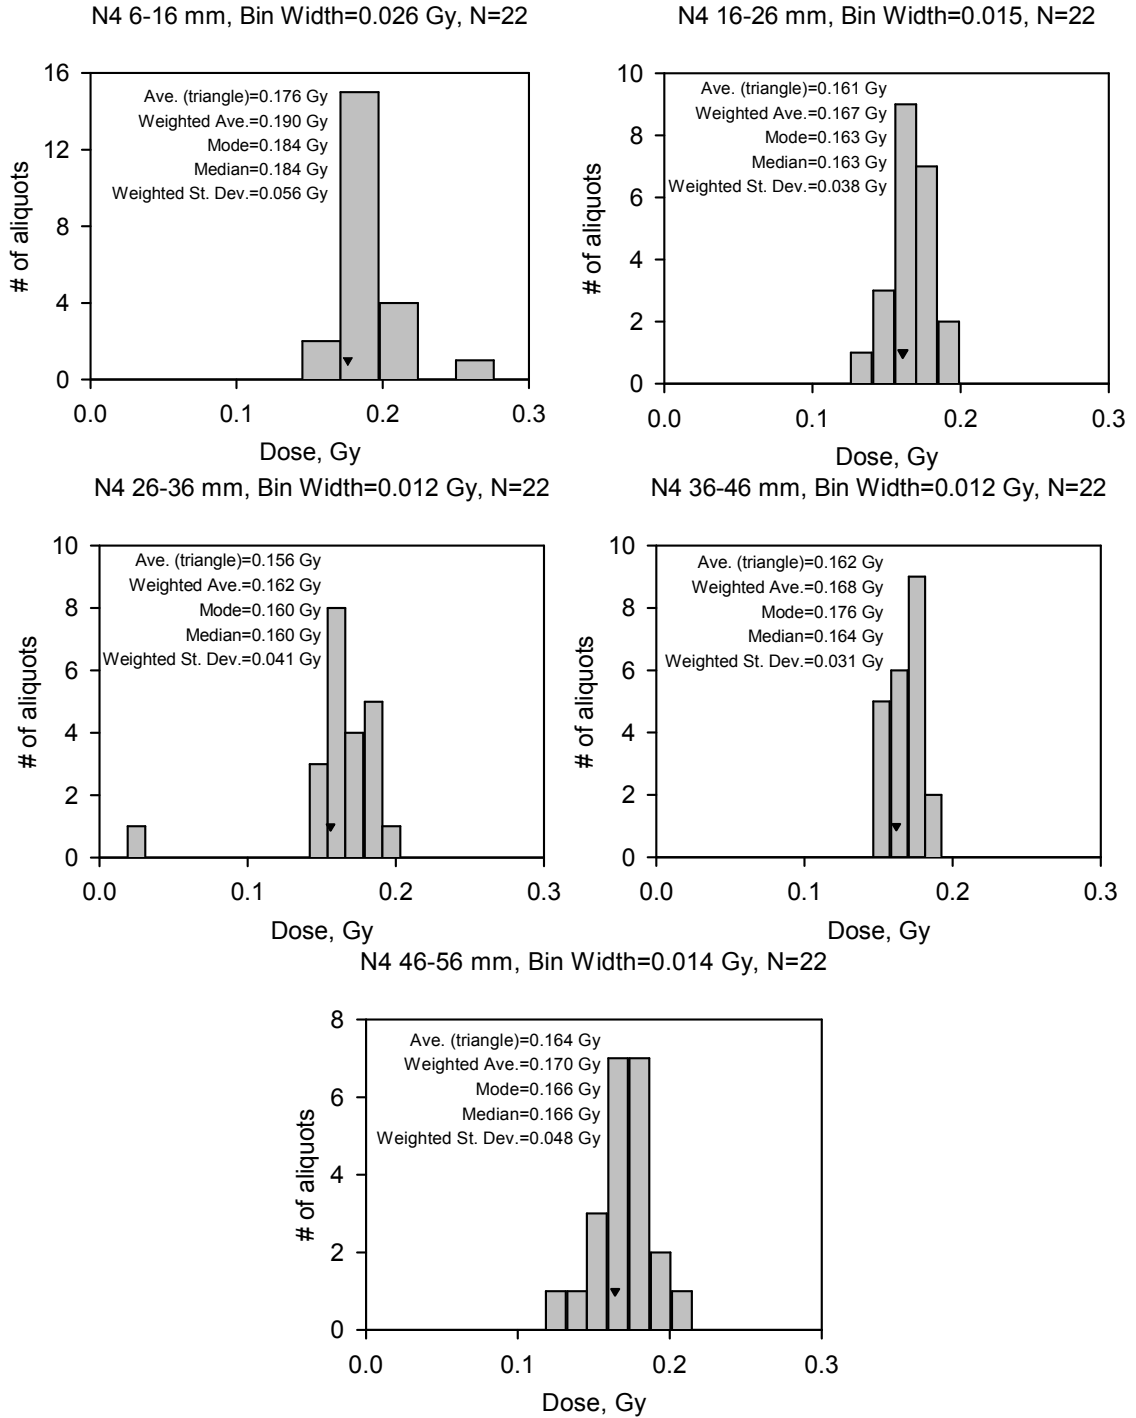 N4 6-16 mm, Bin Width=0.026 Gy, N=22
Ave. (triangle)=0.176 Gy
Weighted Ave.=0.190 Gy
Mode=0.184 Gy
Median=0.184 Gy
Weighted St. Dev.=0.056 Gy
# of aliquots
16
12
8
4
0
0.0 0.1 0.2 0.3
Dose, Gy
N4 16-26 mm, Bin Width=0.015, N=22
Ave. (triangle)=0.161 Gy
Weighted Ave.=0.167 Gy
Mode=0.163 Gy
Median=0.163 Gy
Weighted St. Dev.=0.038 Gy
# of aliquots
10
8
6
4
2
0
0.0 0.1 0.2 0.3
Dose, Gy
N4 26-36 mm, Bin Width=0.012 Gy, N=22
Ave. (triangle)=0.156 Gy
Weighted Ave.=0.162 Gy
Mode=0.160 Gy
Median=0.160 Gy
Weighted St. Dev.=0.041 Gy
# of aliquots
10
8
6
4
2
0
0.0 0.1 0.2 0.3
Dose, Gy
N4 36-46 mm, Bin Width=0.012 Gy, N=22
Ave. (triangle)=0.162 Gy
Weighted Ave.=0.168 Gy
Mode=0.176 Gy
Median=0.164 Gy
Weighted St. Dev.=0.031 Gy
# of aliquots
10
8
6
4
2
0
0.0 0.1 0.2 0.3
Dose, Gy
N4 46-56 mm, Bin Width=0.014 Gy, N=22
Ave. (triangle)=0.164 Gy
Weighted Ave.=0.170 Gy
Mode=0.166 Gy
Median=0.166 Gy
Weighted St. Dev.=0.048 Gy
# of aliquots
8
6
4
2
0
0.0 0.1 0.2 0.3
Dose, Gy